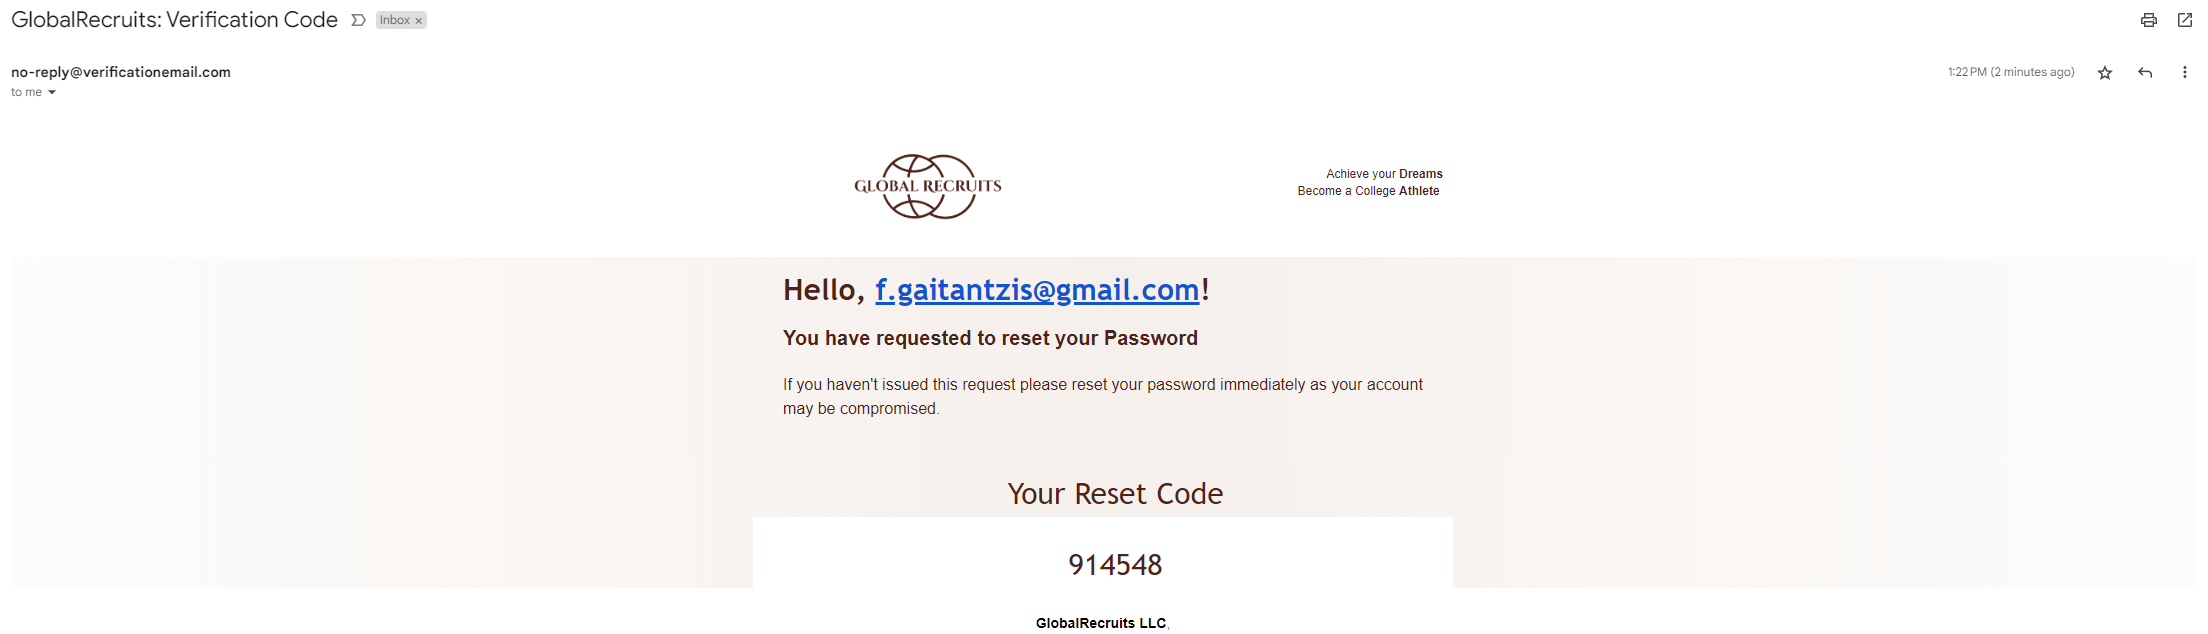 GlobalRecruits: Verification Code Inbox ×
no-reply@verificationemail.com 1:22 PM (2 minutes ago)
to me
GLOBAL RECRUITS
Achieve your Dreams
Become a College Athlete
Hello, f.gaitantzis@gmail.com!
You have requested to reset your Password
If you haven't issued this request please reset your password immediately as your account
may be compromised.
Your Reset Code
914548
GlobalRecruits LLC,